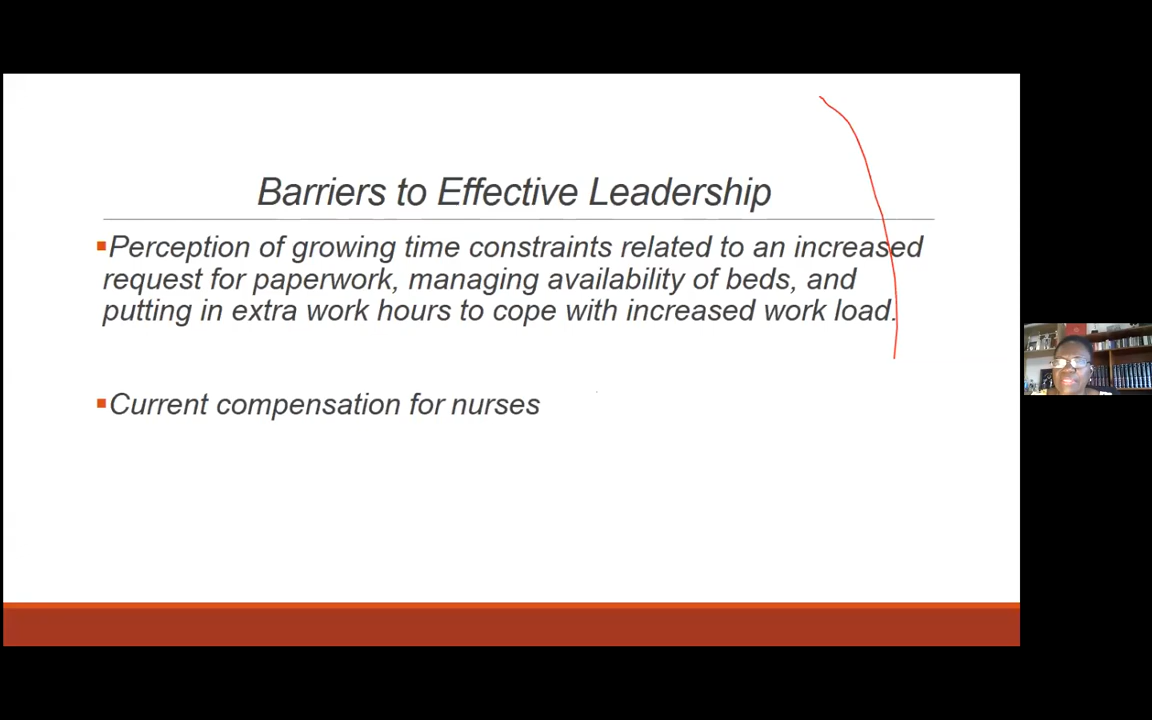 Barriers to Effective Leadership
▪Perception of growing time constraints related to an increased
request for paperwork, managing availability of beds, and
putting in extra work hours to cope with increased work load.
▪Current compensation for nurses